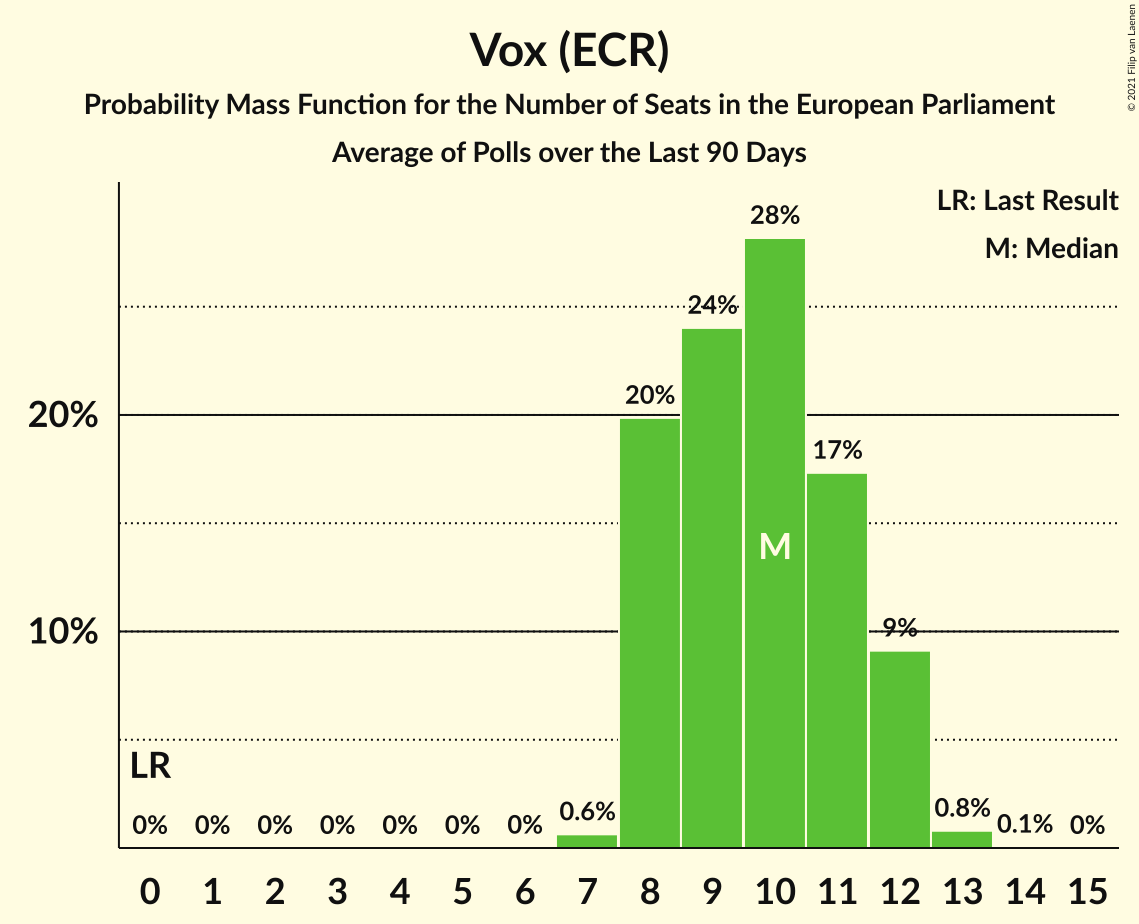 Vox (ECR)
Probability Mass Function for the Number of Seats in the European Parliament
Average of Polls over the Last 90 Days
© 2021 Filip van Laenen
LR: Last Result
M: Median
28%
24%
20%
20%
17%
M
10%
9%
LR
0% 0% 0% 0% 0% 0% 0% 0.6% 0.8% 0.1% 0%
0 1 2 3 4 5 6 7 8 9 10 11 12 13 14 15